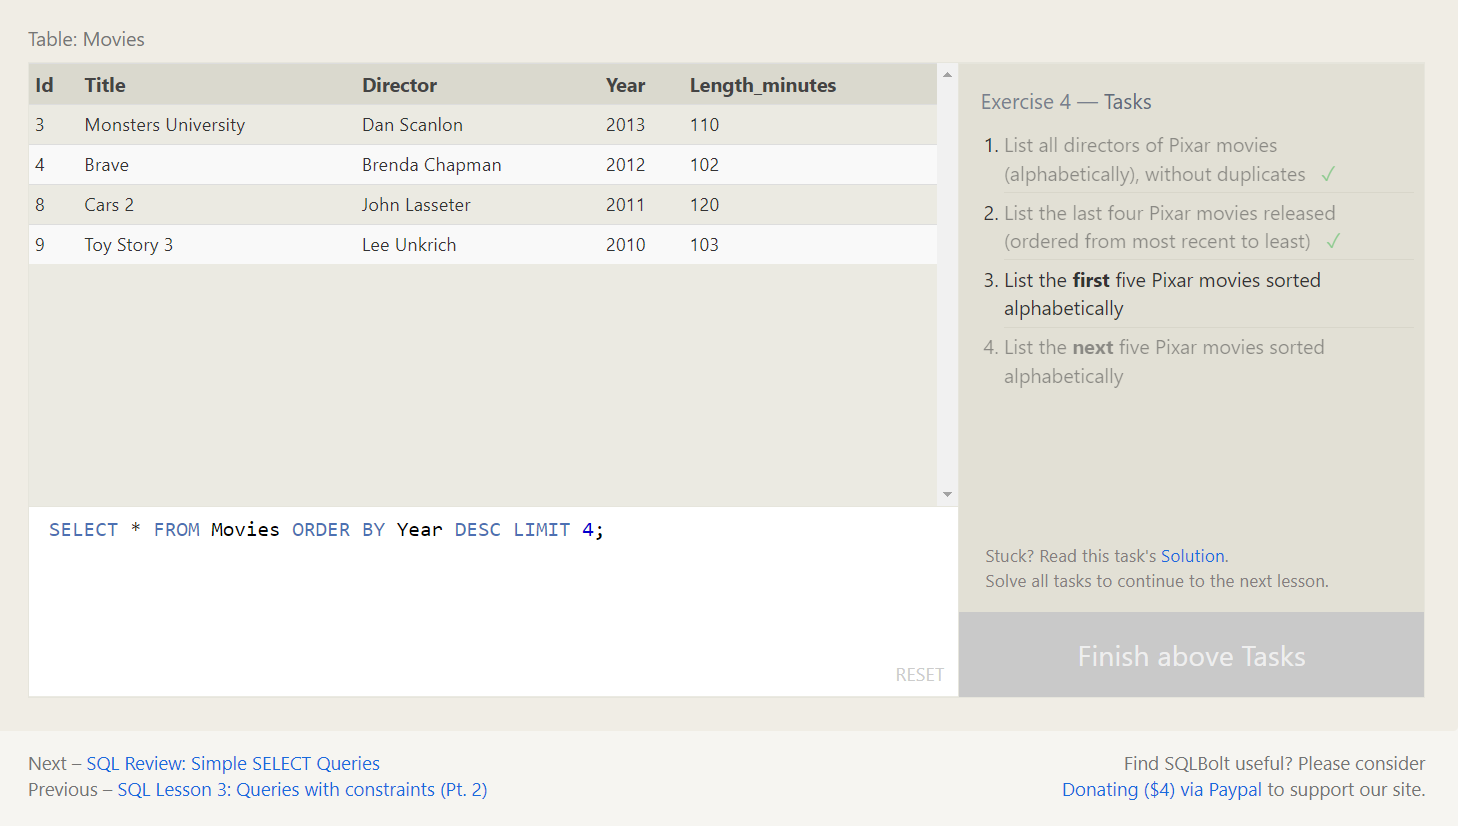 Table: Movies
Id Title Director Year Length_minutes
3 Monsters University Dan Scanlon 2013 110
4 Brave Brenda Chapman 2012 102
8 Cars 2 John Lasseter 2011 120
9 Toy Story 3 Lee Unkrich 2010 103
SELECT * FROM Movies ORDER BY Year DESC LIMIT 4;
RESET
Exercise 4 — Tasks
1. List all directors of Pixar movies
(alphabetically), without duplicates ✓
2. List the last four Pixar movies released
(ordered from most recent to least) ✓
3. List the first five Pixar movies sorted
alphabetically
4. List the next five Pixar movies sorted
alphabetically
Stuck? Read this task's Solution.
Solve all tasks to continue to the next lesson.
Finish above Tasks
Next – SQL Review: Simple SELECT Queries
Previous – SQL Lesson 3: Queries with constraints (Pt. 2)
Find SQLBolt useful? Please consider
Donating ($4) via Paypal to support our site.